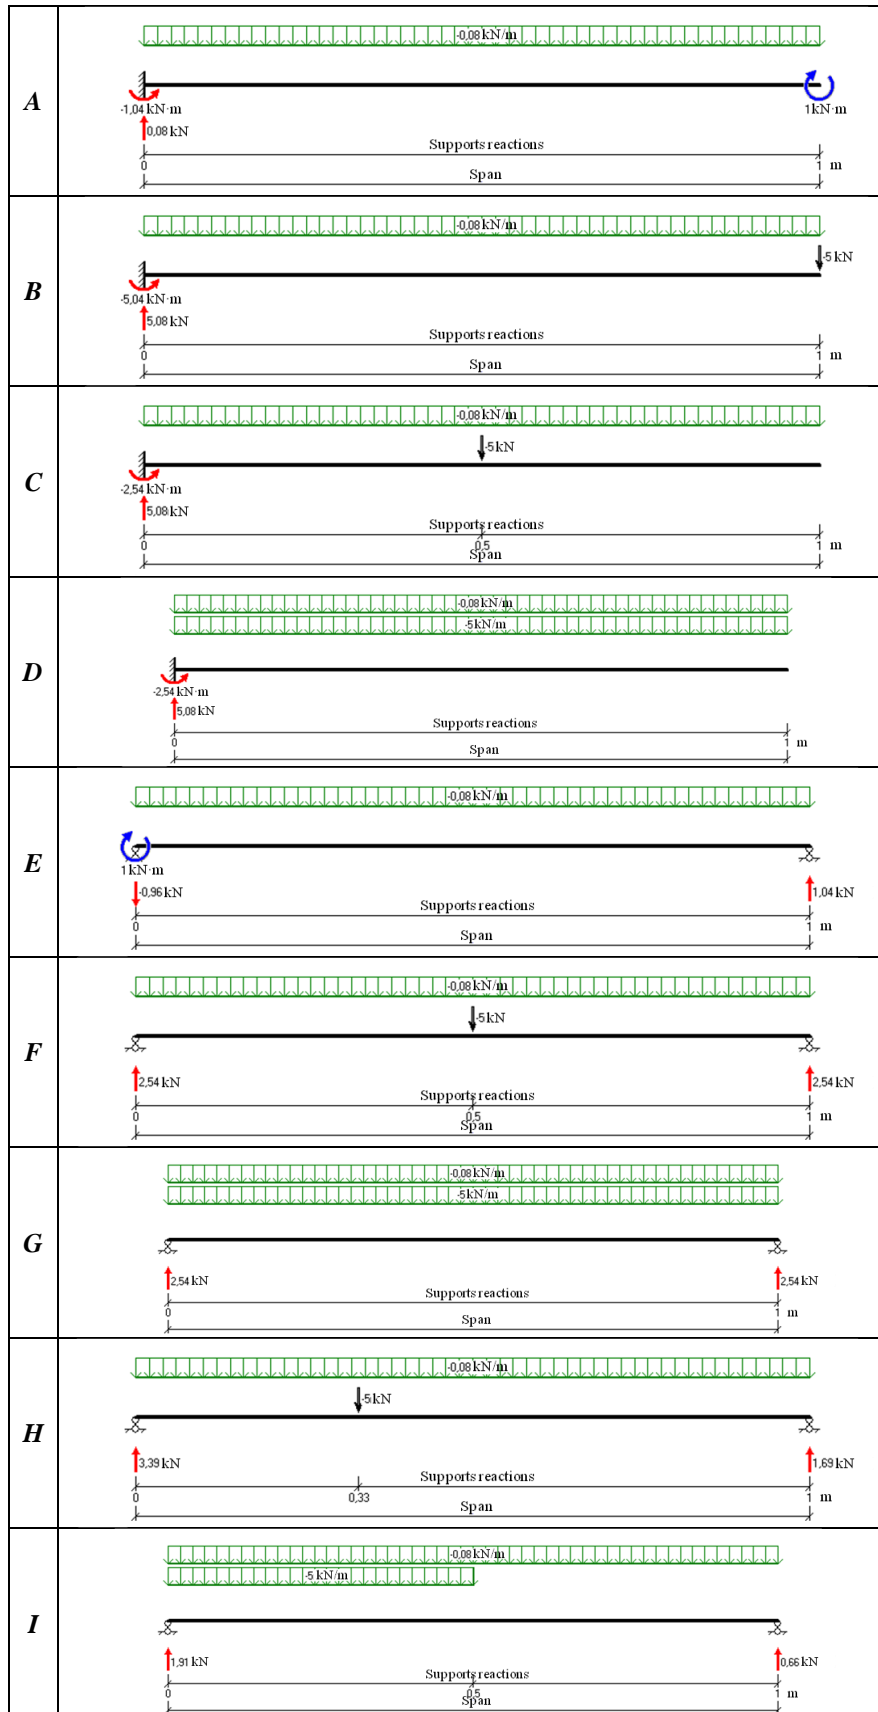 A
-0,08 kN/m
-1,04 kN·m
1 kN·m
0,08 kN
Supports reactions
0 1 m
Span
B
-0,08 kN/m
-5 kN
-5,04 kN·m
5,08 kN
Supports reactions
0 1 m
Span
C
-0,08 kN/m
-5 kN
-2,54 kN·m
5,08 kN
Supports reactions
0 0,5 1 m
Span
D
-0,08 kN/m
-5 kN/m
-2,54 kN·m
5,08 kN
Supports reactions
0 1 m
Span
E
-0,08 kN/m
1 kN·m
-0,96 kN 1,04 kN
Supports reactions
0 1 m
Span
F
-0,08 kN/m
-5 kN
2,54 kN 2,54 kN
Supports reactions
0 0,5 1 m
Span
G
-0,08 kN/m
-5 kN/m
2,54 kN 2,54 kN
Supports reactions
0 1 m
Span
H
-0,08 kN/m
-5 kN
3,39 kN 1,69 kN
Supports reactions
0 0,33 1 m
Span
I
-0,08 kN/m
-5 kN/m
1,91 kN 0,66 kN
Supports reactions
0 0,5 1 m
Span